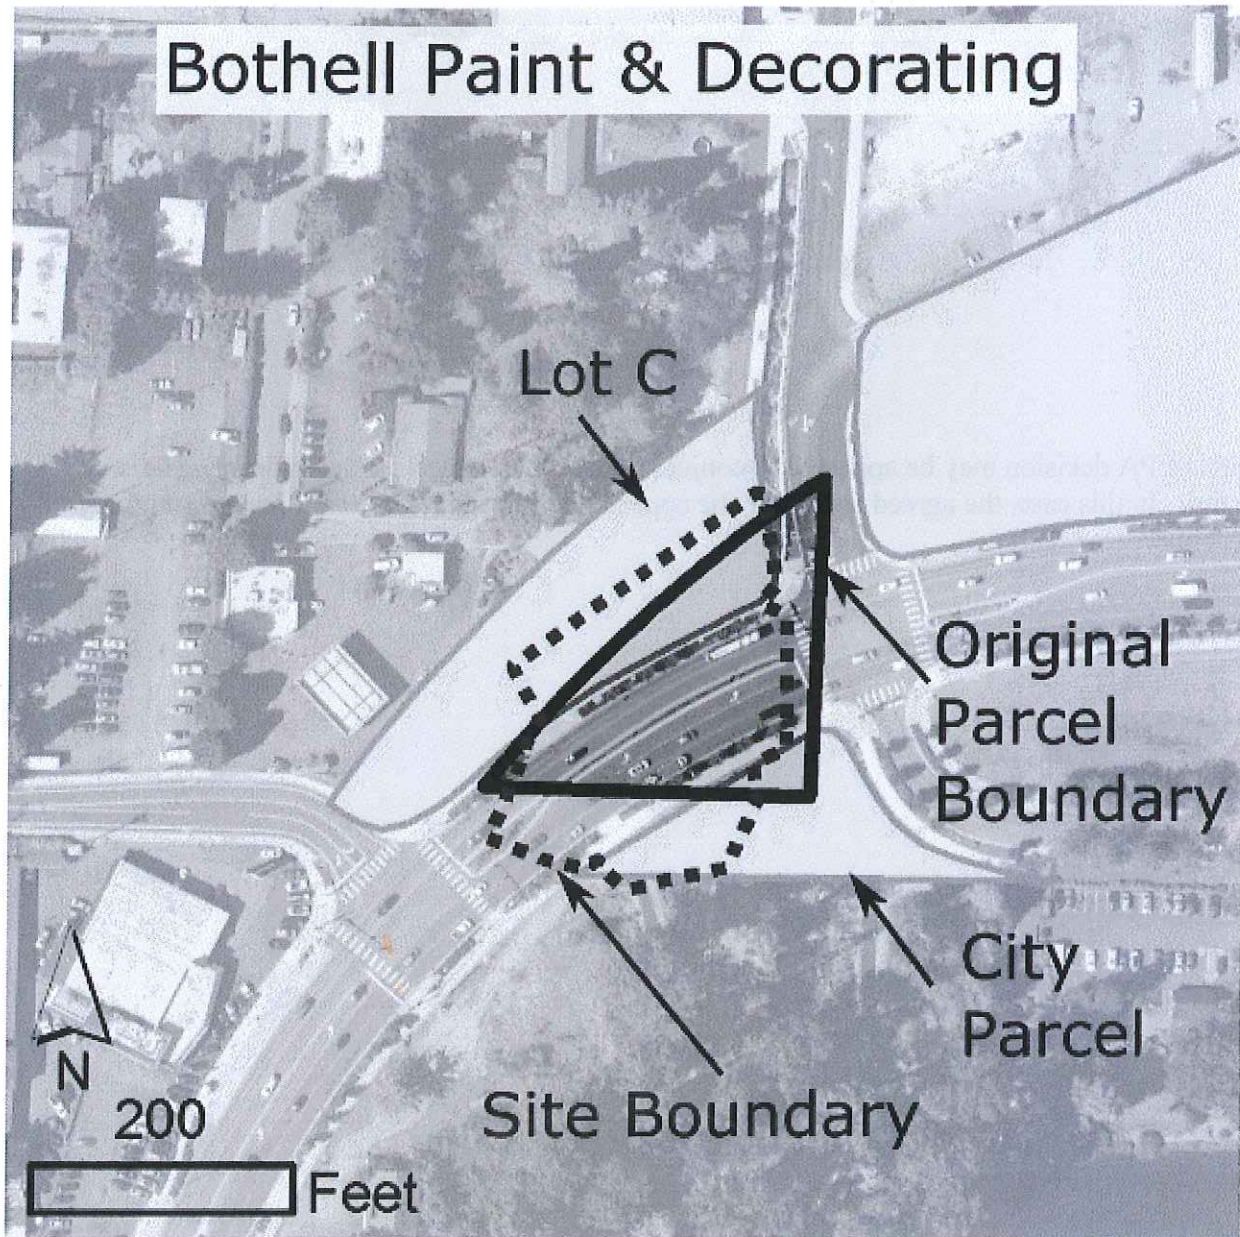 Bothell Paint & Decorating
Lot C
Original
Parcel
Boundary
City
Parcel
Site Boundary
N
200
Feet